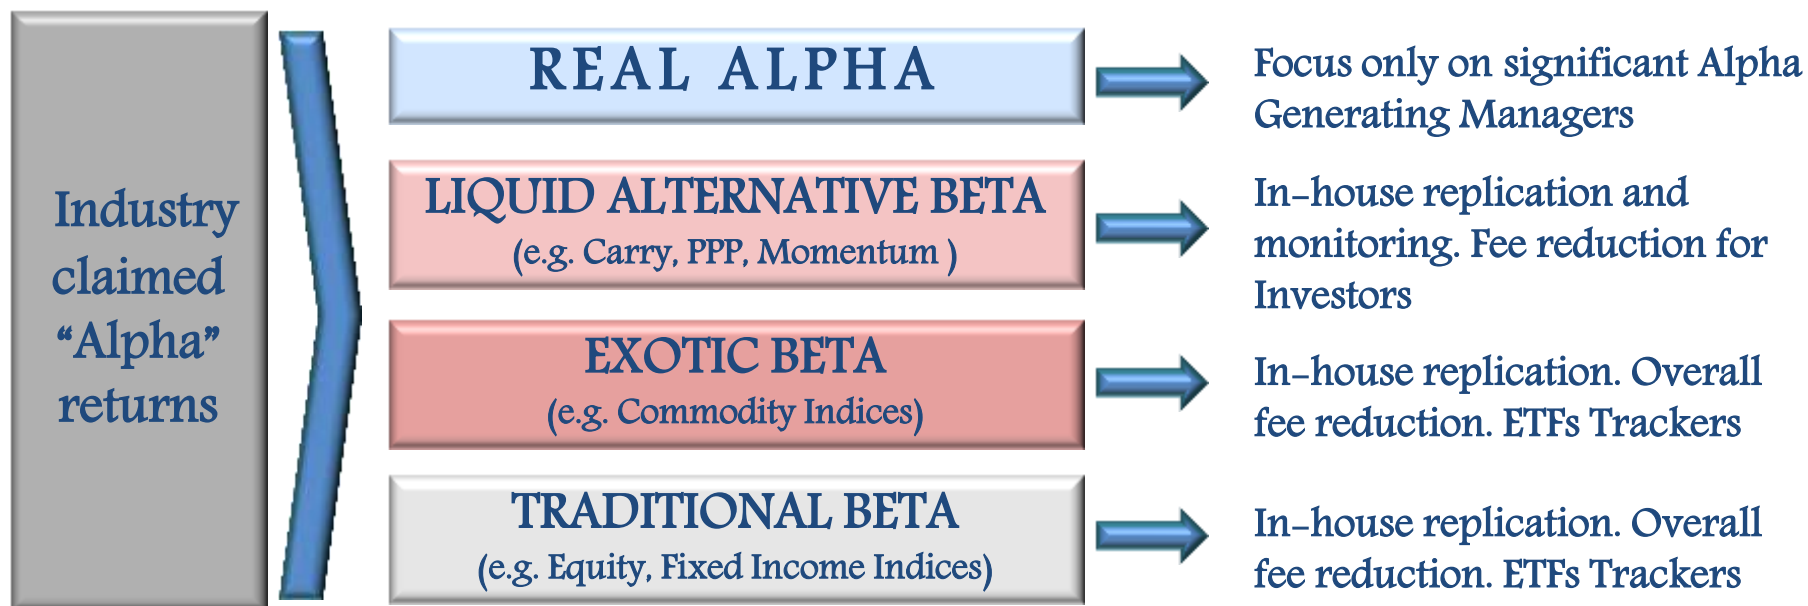 Industry
claimed
“Alpha”
returns
REAL ALPHA
Focus only on significant Alpha
Generating Managers
LIQUID ALTERNATIVE BETA
(e.g. Carry, PPP, Momentum )
In-house replication and
monitoring. Fee reduction for
Investors
EXOTIC BETA
(e.g. Commodity Indices)
In-house replication. Overall
fee reduction. ETFs Trackers
TRADITIONAL BETA
(e.g. Equity, Fixed Income Indices)
In-house replication. Overall
fee reduction. ETFs Trackers